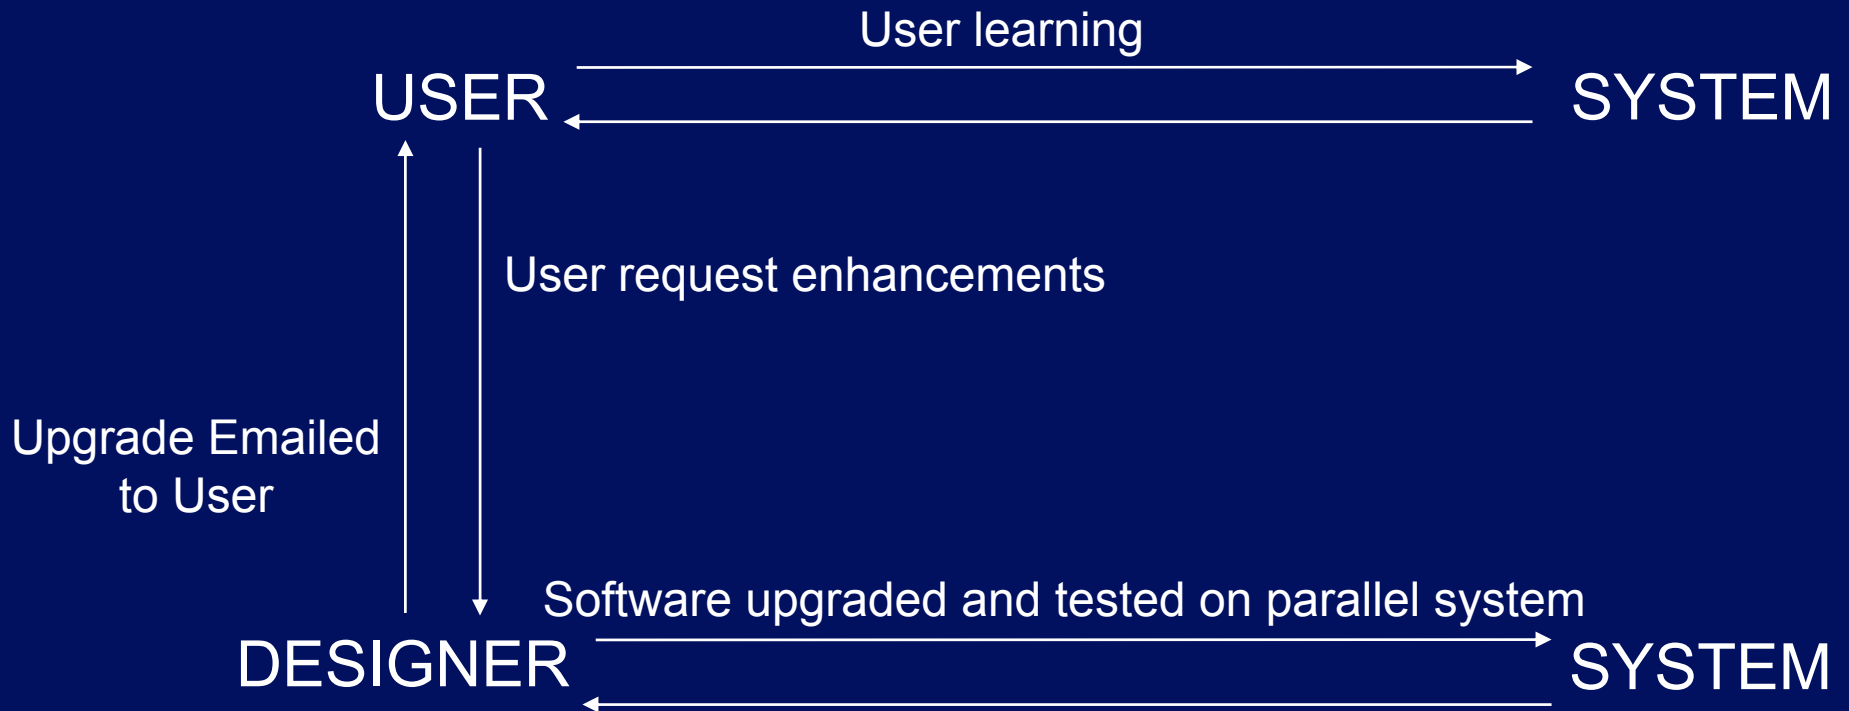 User learning
USER
SYSTEM
User request enhancements
Upgrade Emailed
to User
Software upgraded and tested on parallel system
DESIGNER
SYSTEM